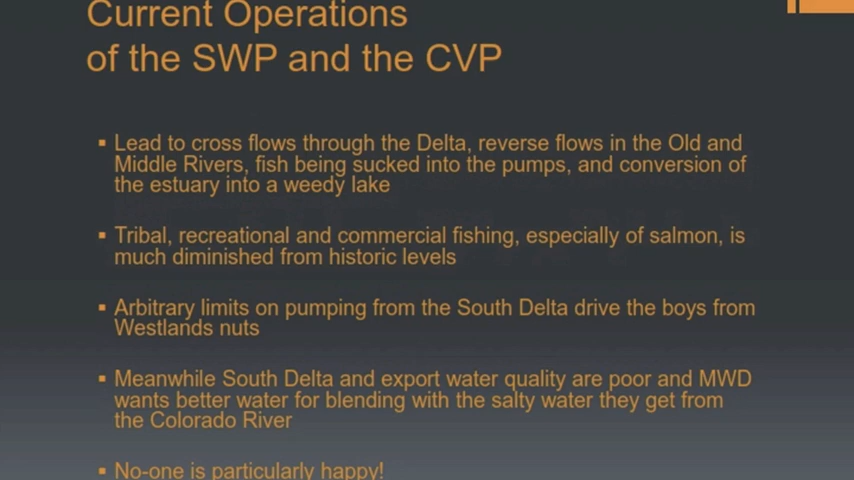 Current Operations
of the SWP and the CVP
▪ Lead to cross flows through the Delta, reverse flows in the Old and
Middle Rivers, fish being sucked into the pumps, and conversion of
the estuary into a weedy lake
▪ Tribal, recreational and commercial fishing, especially of salmon, is
much diminished from historic levels
▪ Arbitrary limits on pumping from the South Delta drive the boys from
Westlands nuts
▪ Meanwhile South Delta and export water quality are poor and MWD
wants better water for blending with the salty water they get from
the Colorado River
▪ No-one is particularly happy!